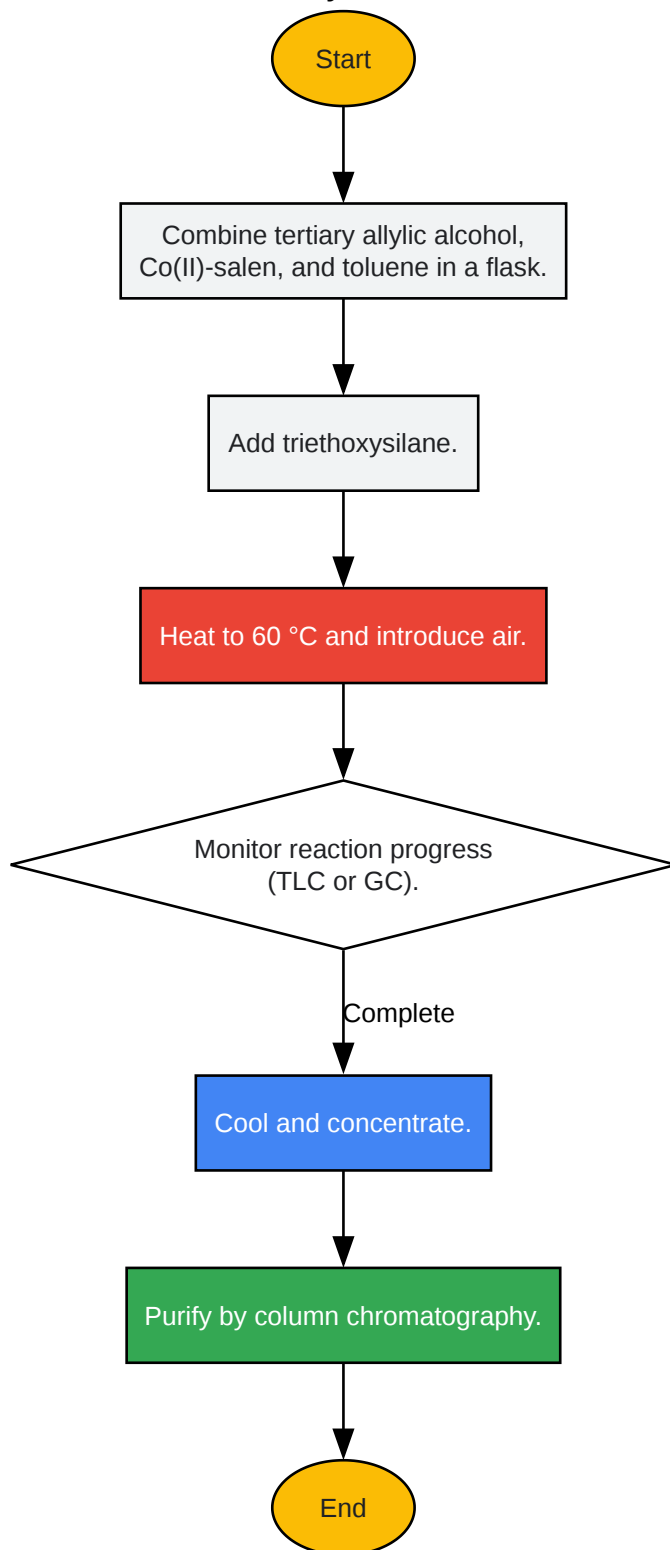 Start
Combine tertiary allylic alcohol,
Co(II)-salen, and toluene in a flask.
Add triethoxysilane.
Heat to 60 °C and introduce air.
Monitor reaction progress
(TLC or GC).
Complete
Cool and concentrate.
Purify by column chromatography.
End